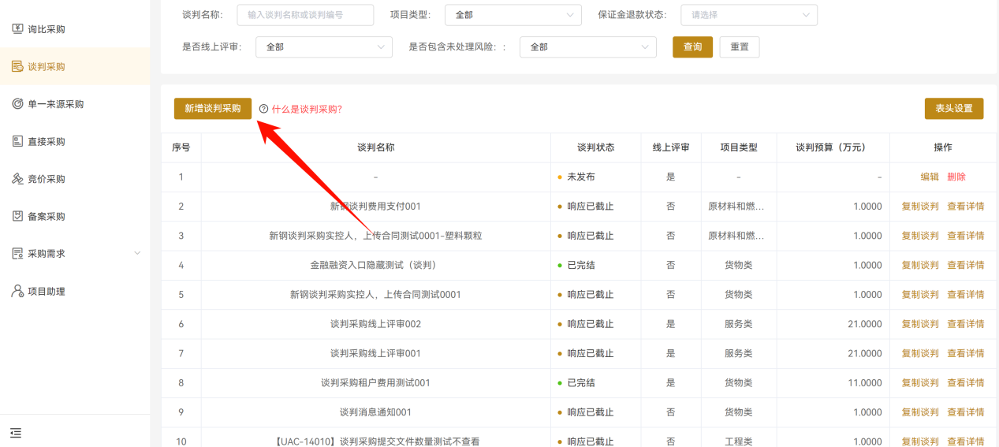 询比采购
谈判采购
单一来源采购
直接采购
竞价采购
备案采购
采购需求
项目助理
谈判名称: 输入谈判名称或谈判编号 项目类型: 全部 保证金退款状态: 请选择
是否线上评审: 全部 是否包含未处理风险: : 全部 查询 重置
新增谈判采购 什么是谈判采购? 表头设置
序号 谈判名称 谈判状态 线上评审 项目类型 谈判预算（万元） 操作
1 – 未发布 是 – – 编辑 删除
2 新钢谈判费用支付001 响应已截止 否 原材料和燃... 1.0000 复制谈判 查看详情
3 新钢谈判采购实控人，上传合同测试0001-塑料颗粒 响应已截止 否 原材料和燃... 1.0000 复制谈判 查看详情
4 金融融资入口隐藏测试（谈判） 已完结 否 货物类 1.0000 复制谈判 查看详情
5 新钢谈判采购实控人，上传合同测试0001 响应已截止 否 货物类 1.0000 复制谈判 查看详情
6 谈判采购线上评审002 响应已截止 是 服务类 21.0000 复制谈判 查看详情
7 谈判采购线上评审001 响应已截止 是 服务类 21.0000 复制谈判 查看详情
8 谈判采购租户费用测试001 已完结 是 货物类 11.0000 复制谈判 查看详情
9 谈判消息通知001 响应已截止 否 货物类 1.0000 复制谈判 查看详情
10 【UAC-14010】谈判采购提交文件数量测试不查看 响应已截止 否 工程类 1.0000 复制谈判 查看详情